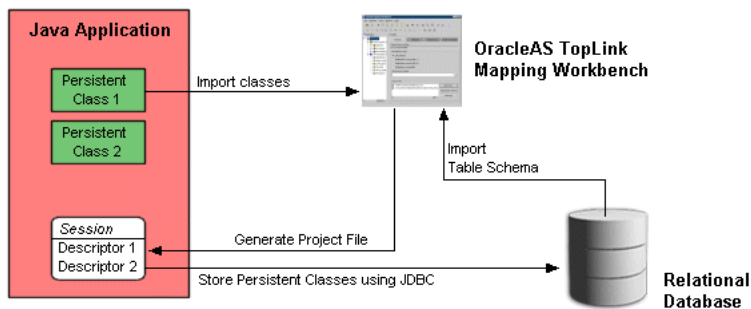 Java Application
Persistent
Class 1
Import classes
OracleAS TopLink
Mapping Workbench
Persistent
Class 2
Import
Table Schema
Session
Descriptor 1
Descriptor 2
Generate Project File
Store Persistent Classes using JDBC
Relational
Database